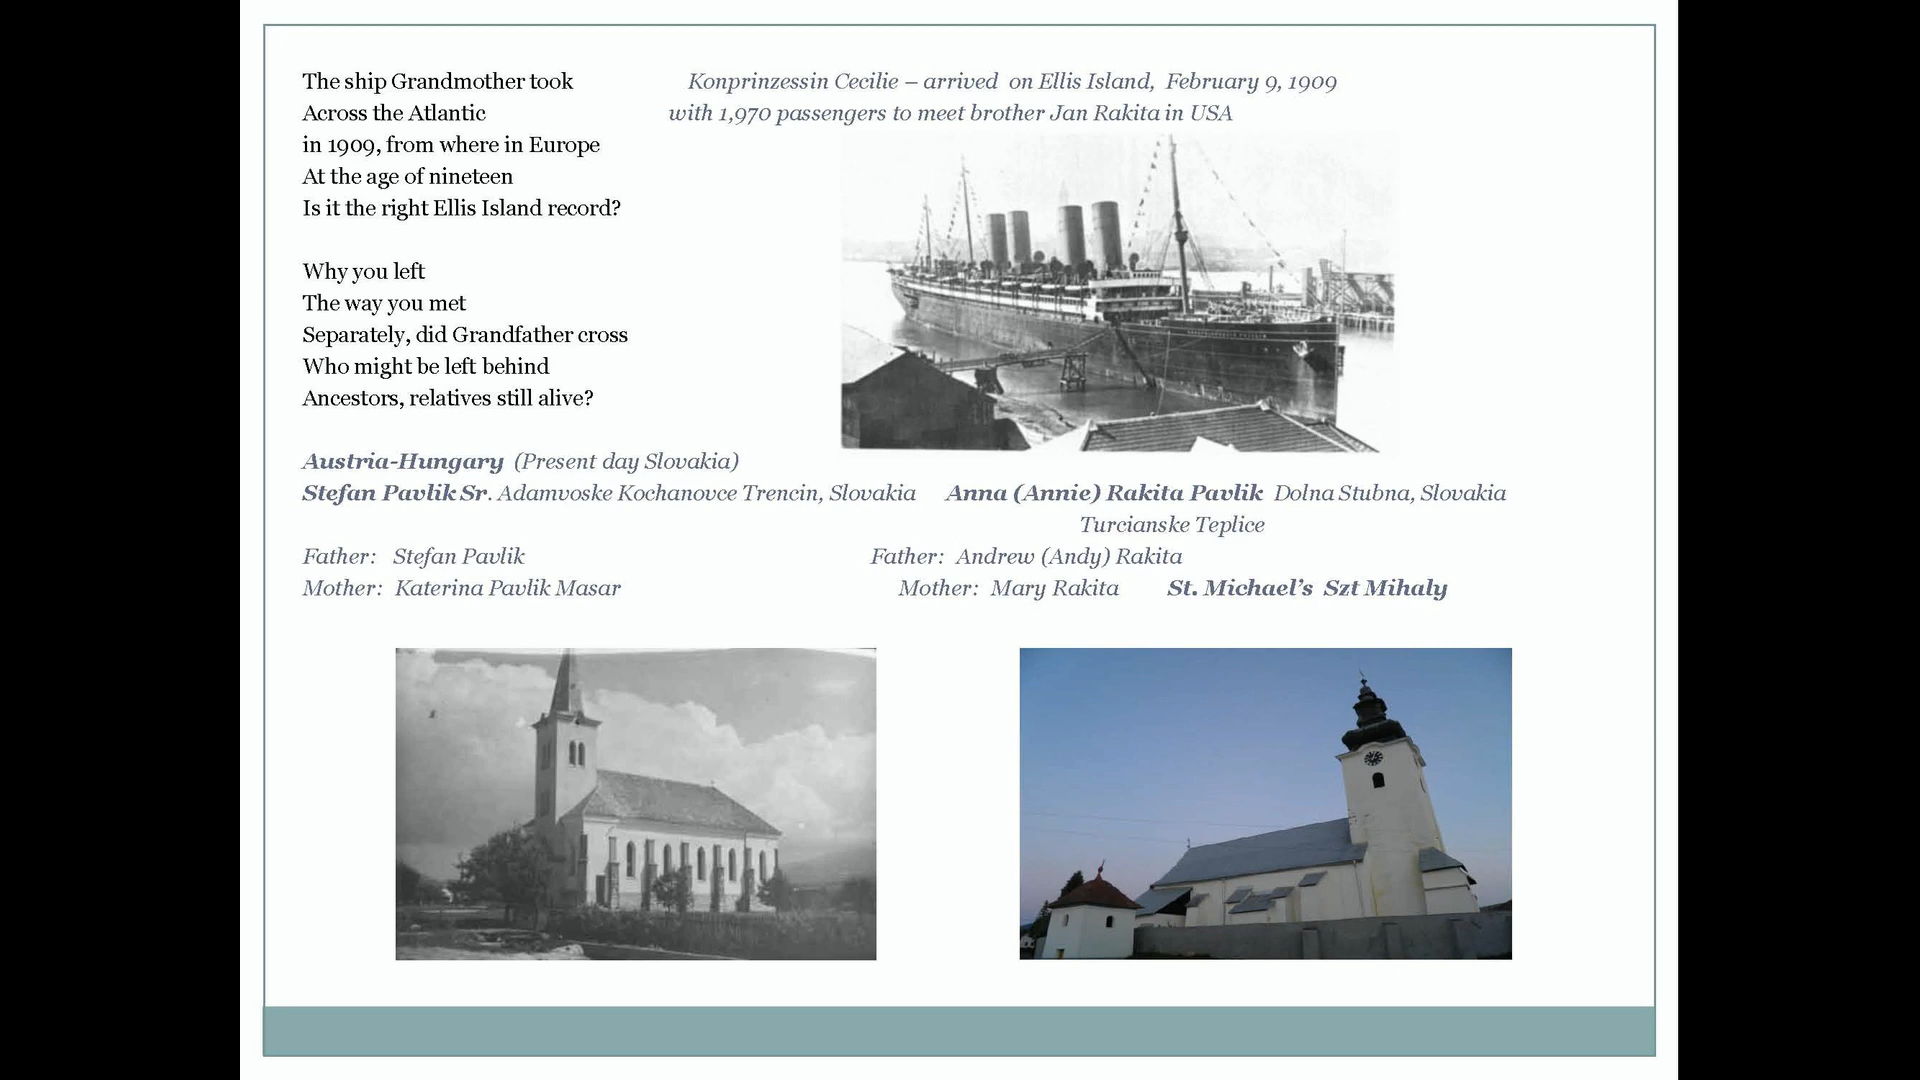 The ship Grandmother took
Across the Atlantic
in 1909, from where in Europe
At the age of nineteen
Is it the right Ellis Island record?
Konprinzessin Cecilie – arrived on Ellis Island, February 9, 1909
with 1,970 passengers to meet brother Jan Rakita in USA
Why you left
The way you met
Separately, did Grandfather cross
Who might be left behind
Ancestors, relatives still alive?
Austria-Hungary (Present day Slovakia)
Stefan Pavlik Sr. Adamvoske Kochanovce Trencin, Slovakia
Anna (Annie) Rakita Pavlik Dolna Stubna, Slovakia
Turcianske Teplice
Father: Stefan Pavlik
Father: Andrew (Andy) Rakita
Mother: Katerina Pavlik Masar
Mother: Mary Rakita
St. Michael's Szt Mihaly